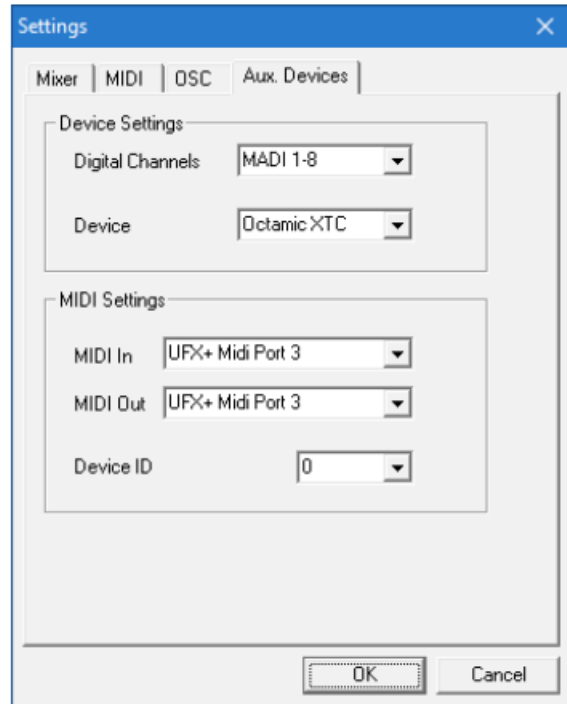 Settings
Mixer MIDI OSC Aux. Devices
Device Settings
Digital Channels MADI 1-8
Device Octamic XTC
MIDI Settings
MIDI In UFX+ Midi Port 3
MIDI Out UFX+ Midi Port 3
Device ID 0
OK Cancel